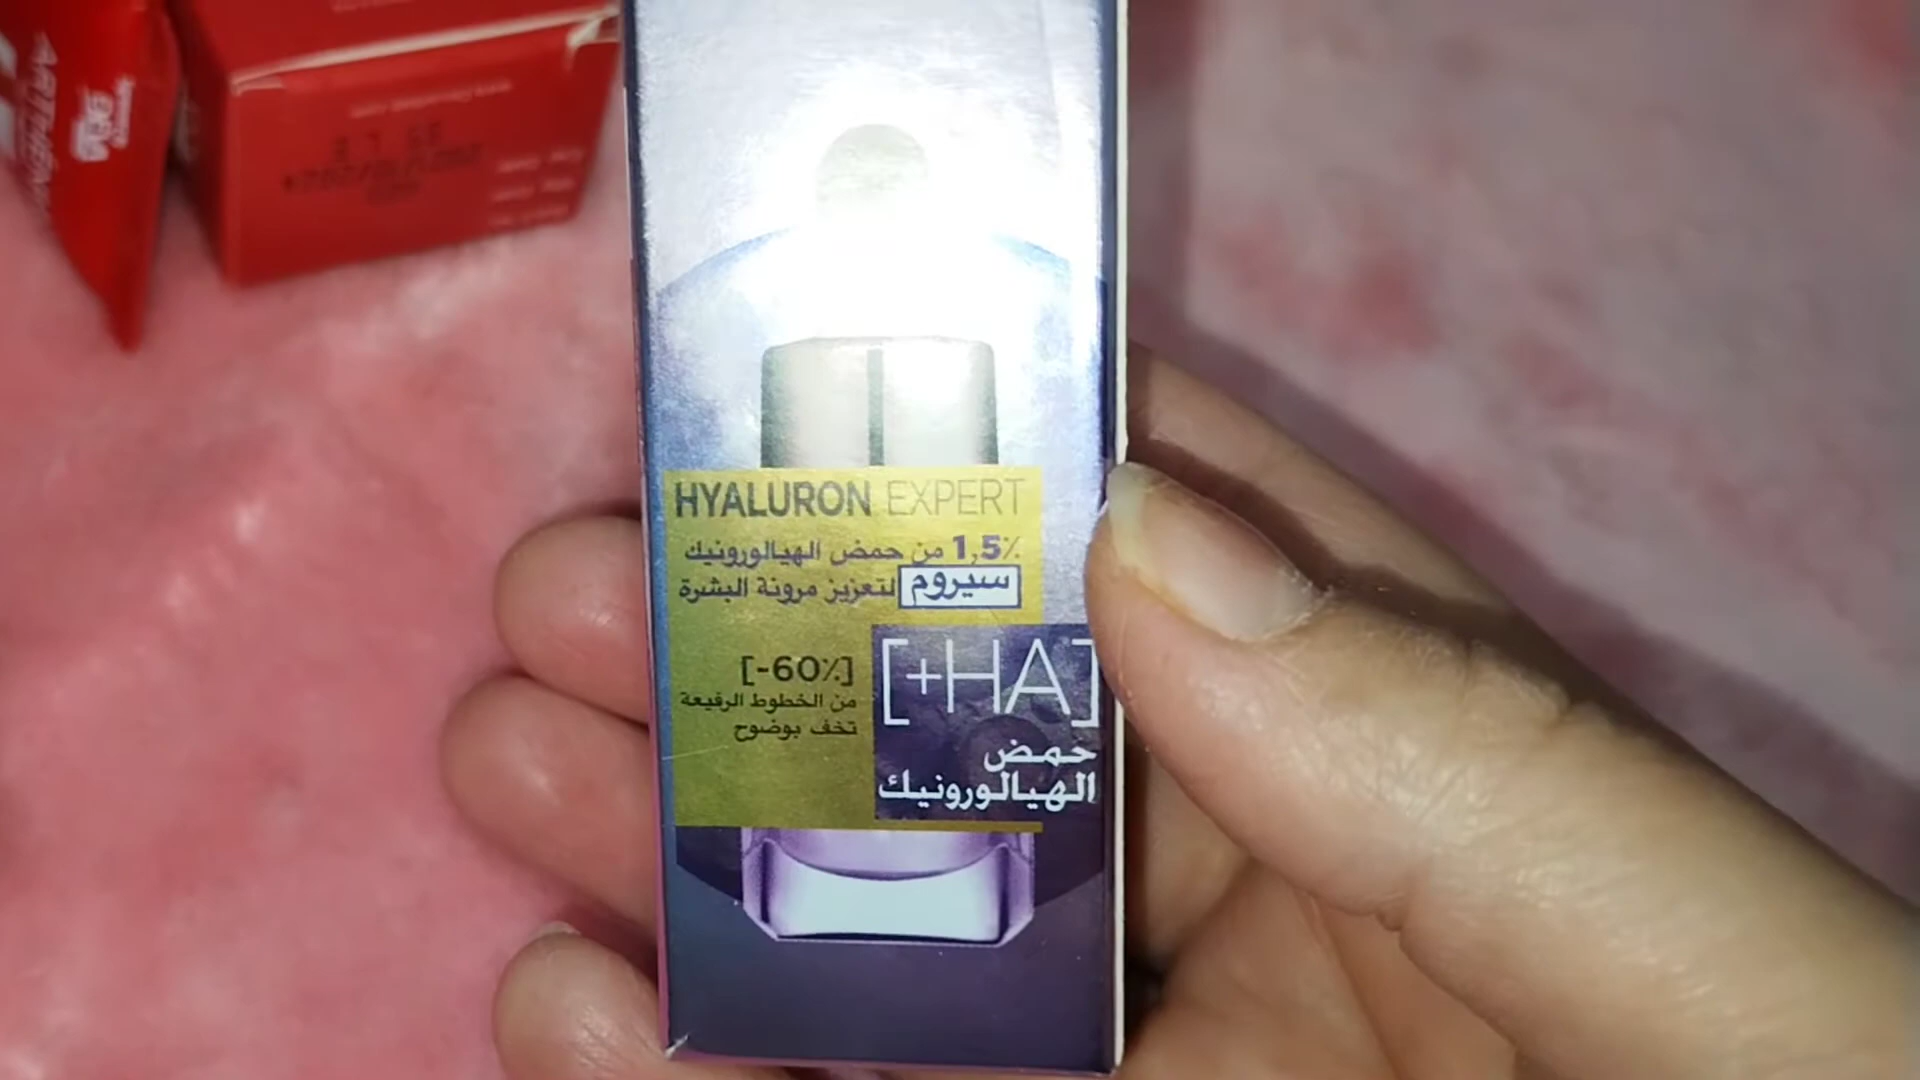 HYALURON EXPERT
1,5٪ من حمض الهيالورونيك
سيروم لتعزيز مرونة البشرة
[+HA]
حمض
الهيالورونيك
[-60٪]
من الخطوط الرفيعة
تخف بوضوح